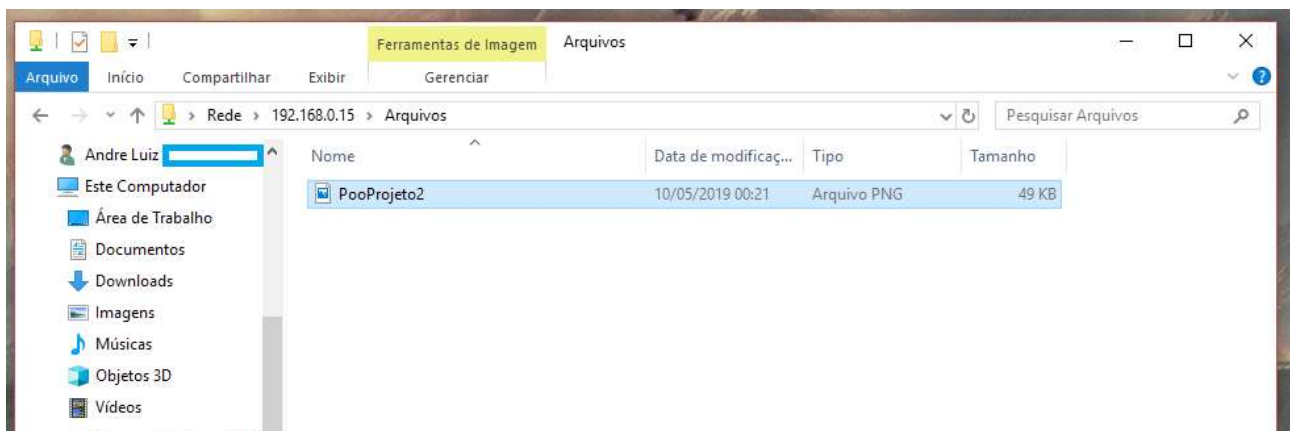 Ferramentas de Imagem Arquivos
Arquivo Início Compartilhar Exibir Gerenciar
Rede > 192.168.0.15 > Arquivos Pesquisar Arquivos
Andre Luiz Nome Data de modificaç... Tipo Tamanho
Este Computador PooProjeto2 10/05/2019 00:21 Arquivo PNG 49 KB
Área de Trabalho
Documentos
Downloads
Imagens
Músicas
Objetos 3D
Vídeos